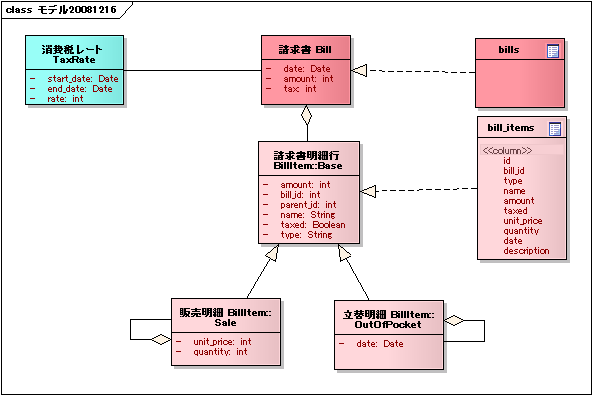 class モデル20081216
消費税レート
TaxRate
- start_date: Date
- end_date: Date
- rate: int
請求書 Bill
- date: Date
- amount: int
- tax int
bills
請求書明細行
BillItem::Base
- amount: int
- bill_id: int
- parent_id: int
- name: String
- taxed: Boolean
- type: String
bill_items
<<column>>
id
bill_id
type
name
amount
taxed
unit_price
quantity
date
description
販売明細 BillItem::
Sale
- unit_price: int
- quantity: int
立替明細 BillItem::
OutOfPocket
- date: Date